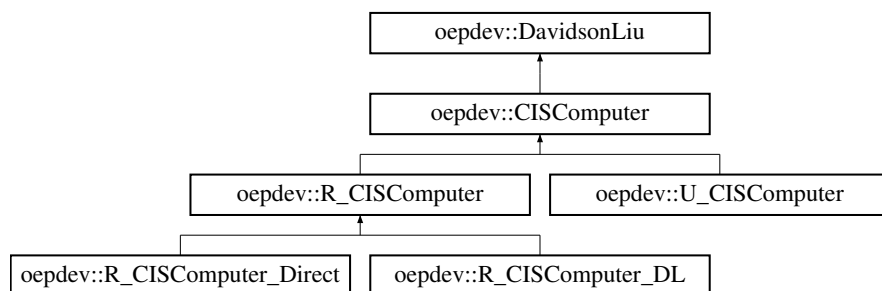 oepdev::DavidsonLiu
oepdev::CISComputer
oepdev::R_CISComputer
oepdev::U_CISComputer
oepdev::R_CISComputer_Direct
oepdev::R_CISComputer_DL